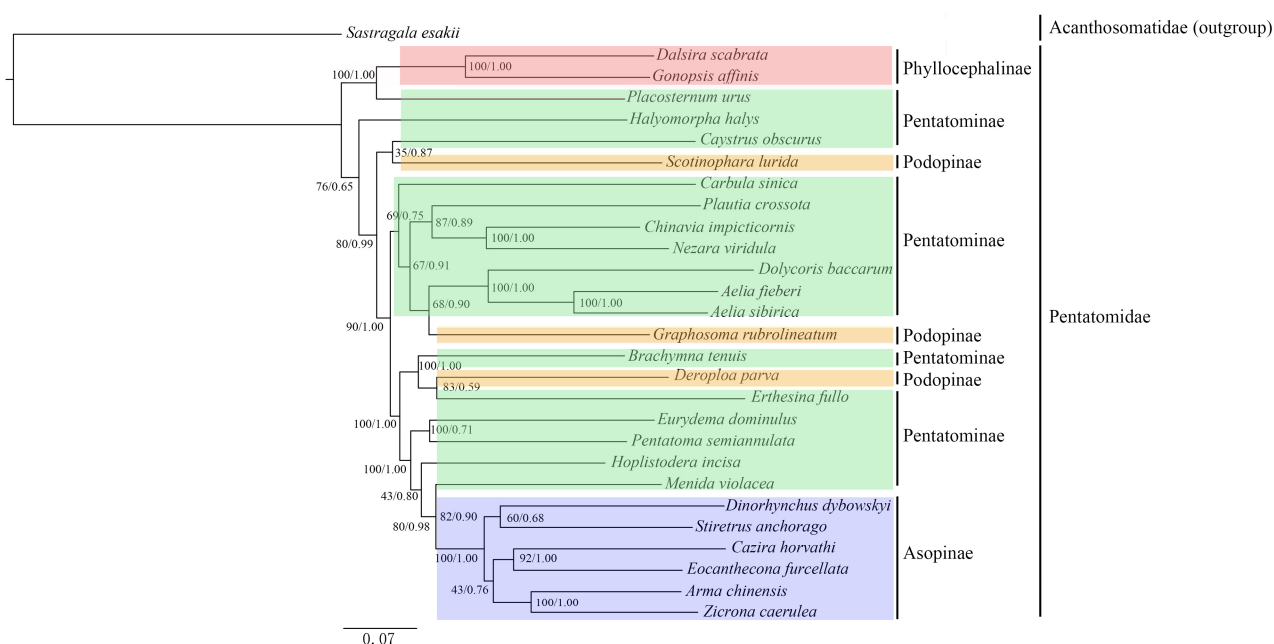 Sastragala esakii
Acanthosomatidae (outgroup)
Dalsira scabrata
100/1.00
100/1.00
Phyllocephalinae
Gonopsis affinis
Placosternum urus
Halyomorpha halys
Pentatominae
Caystrus obscurus
35/0.87
Scotinophara lurida
Podopinae
76/0.65
Carbula sinica
Plautia crossota
69/0.75
87/0.89
Chinavia impicticornis
80/0.99
100/1.00
Pentatominae
Nezara viridula
67/0.91
Dolycoris baccarum
100/1.00
Aelia fieberi
68/0.90
100/1.00
Aelia sibirica
Pentatomidae
90/1.00
Graphosoma rubrolineatum
Podopinae
Brachymna tenuis
Pentatominae
100/1.00
Deroploa parva
Podopinae
83/0.59
Erthesina fullo
Eurydema dominulus
100/1.00
100/0.71
Pentatominae
Pentatoma semiannulata
Hoplistodera incisa
100/1.00
Menida violacea
43/0.80
Dinorhynchus dybowskyi
82/0.90
60/0.68
80/0.98
Stiretrus anchorago
Cazira horvathi
100/1.00
92/1.00
Asopinae
Eocanthecona furcellata
43/0.76
Arma chinensis
100/1.00
Zicrona caerulea
0.07